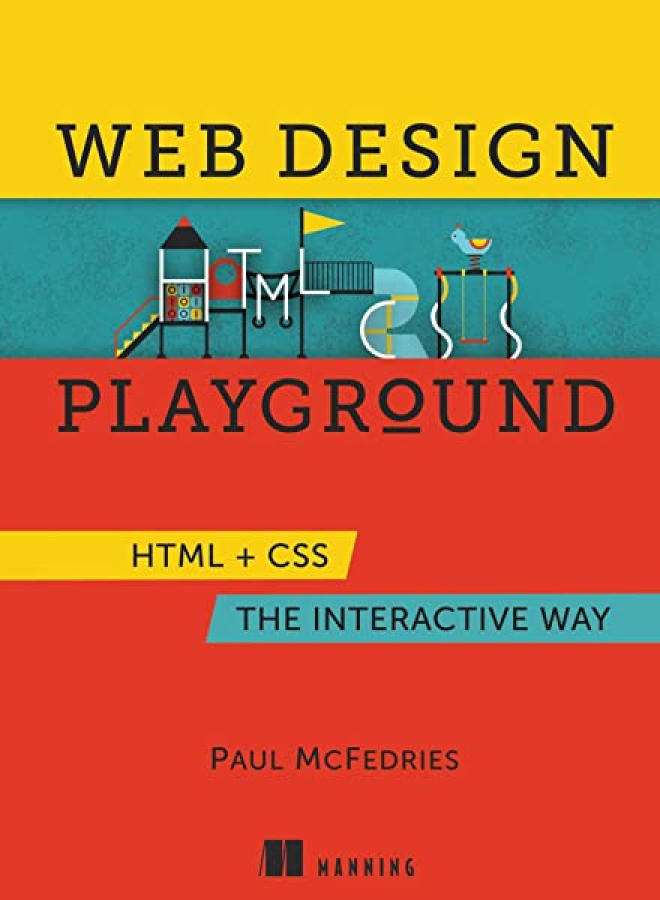 WEB DESIGN
HTML
CSS
PLAYGROUND
HTML + CSS
THE INTERACTIVE WAY
PAUL MCFEDRIES
MANNING